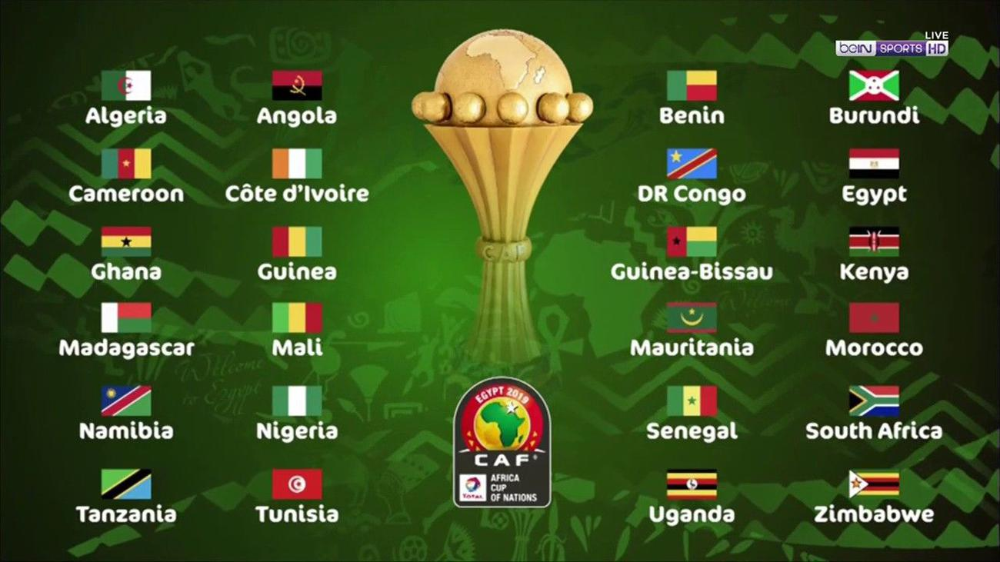 LIVE
beIN SPORTS HD
Algeria
Angola
Benin
Burundi
Cameroon
Côte d'Ivoire
DR Congo
Egypt
Ghana
Guinea
CAF
Guinea-Bissau
Kenya
Madagascar
Mali
Mauritania
Morocco
Welcome
to Egypt
Namibia
Nigeria
EGYPT 2019
CAF
TOTAL
AFRICA
CUP
OF NATIONS
Senegal
South Africa
Tanzania
Tunisia
Uganda
Zimbabwe